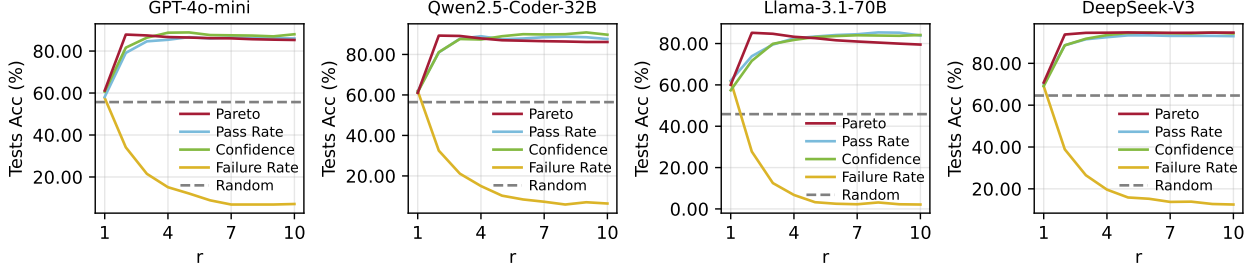 GPT-4o-mini
Tests Acc (%)
80.00
60.00
40.00
20.00
Pareto
Pass Rate
Confidence
Failure Rate
Random
1
4
7
10
r
Qwen2.5-Coder-32B
Tests Acc (%)
80.00
60.00
40.00
20.00
Pareto
Pass Rate
Confidence
Failure Rate
Random
1
4
7
10
r
Llama-3.1-70B
Tests Acc (%)
80.00
60.00
40.00
20.00
0.00
Pareto
Pass Rate
Confidence
Failure Rate
Random
1
4
7
10
r
DeepSeek-V3
Tests Acc (%)
80.00
60.00
40.00
20.00
Pareto
Pass Rate
Confidence
Failure Rate
Random
1
4
7
10
r